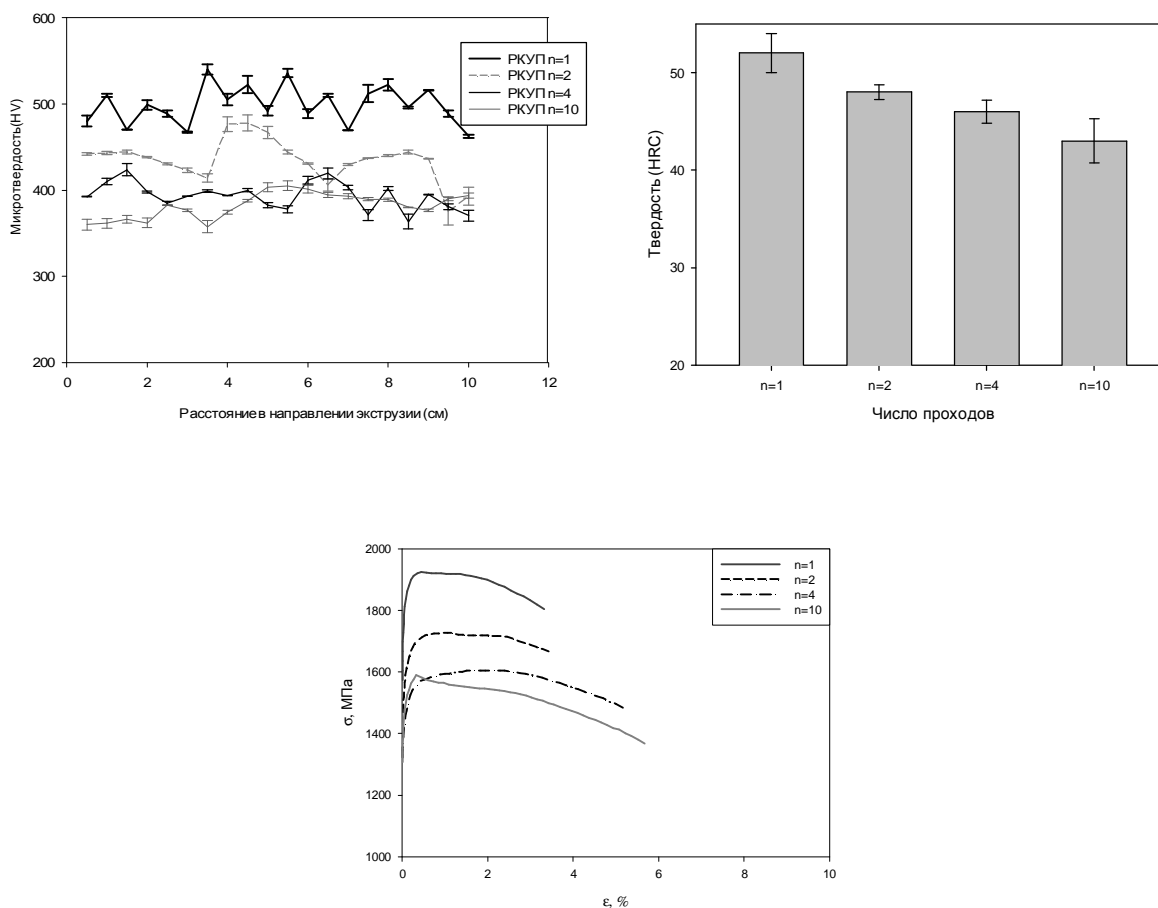 600
500
400
300
200
Микротвердость(HV)
0 2 4 6 8 10 12
Расстояние в направлении экструзии (см)
РКУП n=1
РКУП n=2
РКУП n=4
РКУП n=10
50
40
30
20
Твердость (HRC)
n=1 n=2 n=4 n=10
Число проходов
2000
1800
1600
1400
1200
1000
σ, МПа
0 2 4 6 8 10
ε, %
n=1
n=2
n=4
n=10